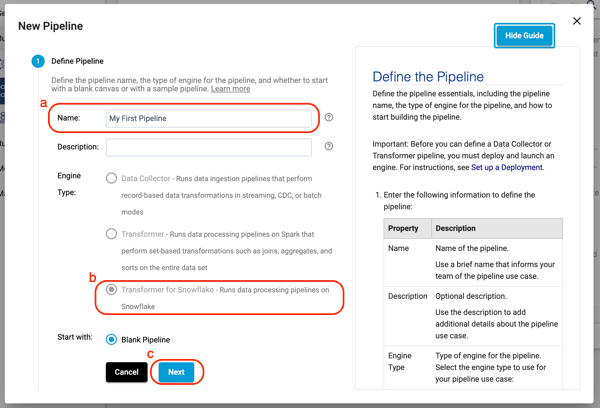 New Pipeline
Hide Guide
1 Define Pipeline
Define the pipeline name, the type of engine for the pipeline, and whether to start
with a blank canvas or with a sample pipeline. Learn more
a
Name: My First Pipeline
Description:
Engine
Type:
Data Collector - Runs data ingestion pipelines that perform
record-based data transformations in streaming, CDC, or batch
modes
Transformer - Runs data processing pipelines on Spark that
perform set-based transformations such as joins, aggregates, and
sorts on the entire data set
b
Transformer for Snowflake - Runs data processing pipelines on
Snowflake
Start with: Blank Pipeline
c
Cancel
Next
Define the Pipeline
Define the pipeline essentials, including the pipeline
name, the type of engine for the pipeline, and how to
start building the pipeline.
Important: Before you can define a Data Collector or
Transformer pipeline, you must deploy and launch an
engine. For instructions, see Set up a Deployment.
1. Enter the following information to define the
pipeline:
Property Description
Name Name of the pipeline.
Use a brief name that informs your
team of the pipeline use case.
Description Optional description.
Use the description to add
additional details about the pipeline
use case.
Engine Type of engine for the pipeline.
Type Select the engine type to use for
your pipeline use case: